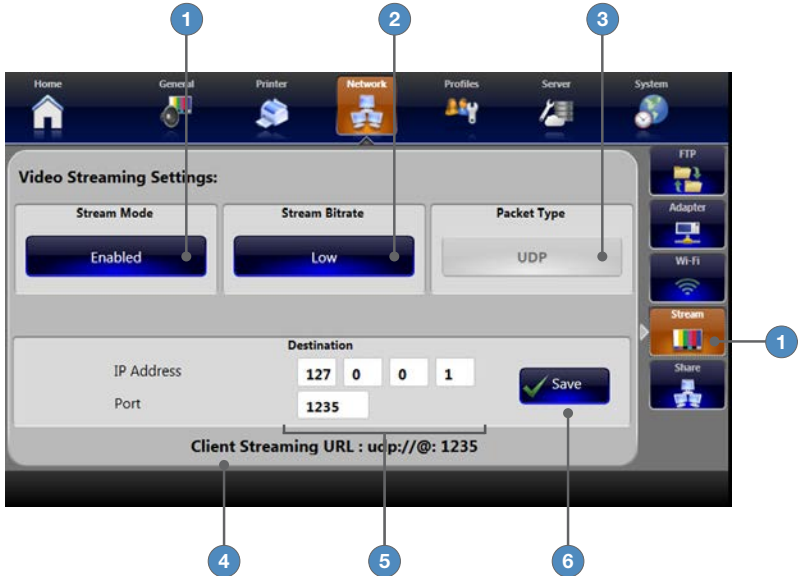 1 2 3
Home General Printer Network Profiles Server System
FTP
Video Streaming Settings:
Adapter
Stream Mode Stream Bitrate Packet Type
Enabled Low UDP
Wi-Fi
Stream
1
Destination
IP Address 127 0 0 1
Save
Share
Port 1235
Client Streaming URL : udp://@: 1235
4 5 6